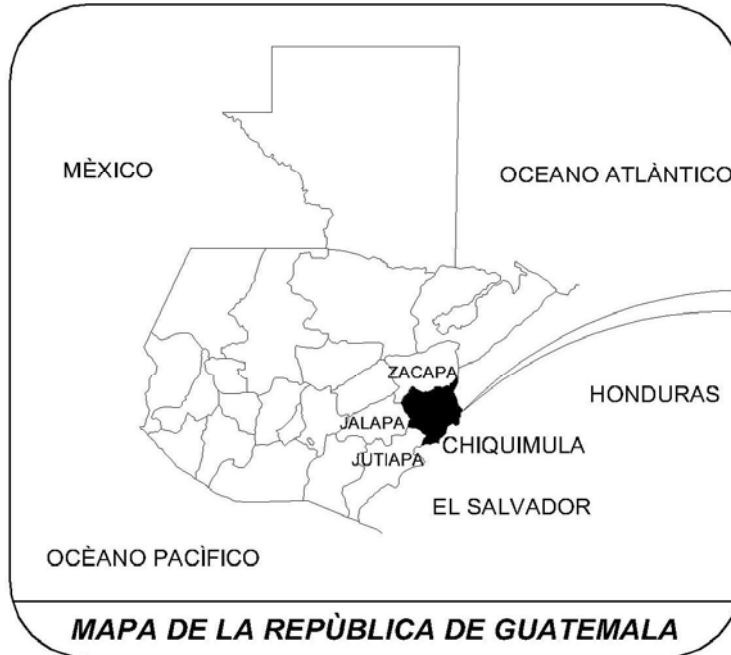 MÈXICO
OCEANO ATLÀNTICO
ZACAPA
HONDURAS
JALAPA
CHIQUIMULA
JUTIAPA
EL SALVADOR
OCÈANO PACÌFICO
MAPA DE LA REPÙBLICA DE GUATEMALA